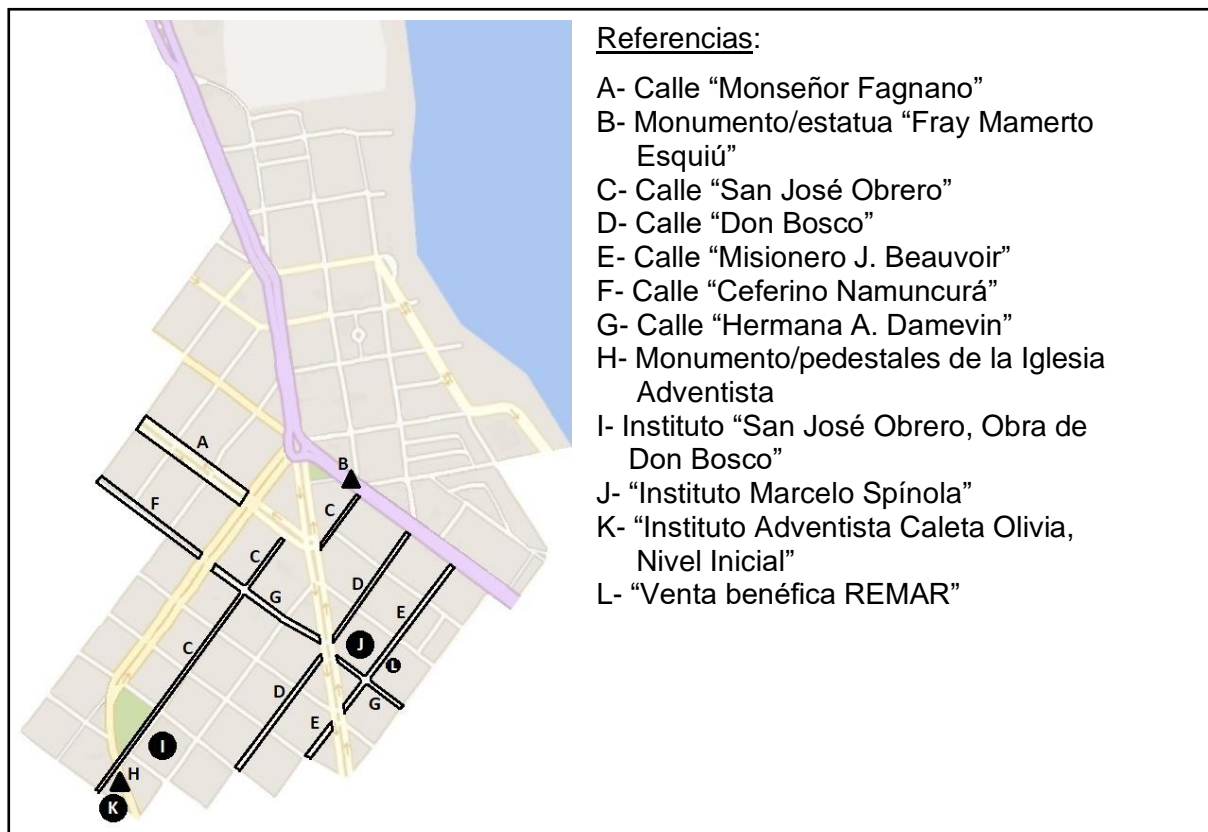 Referencias:
A- Calle “Monseñor Fagnano”
B- Monumento/estatua “Fray Mamerto
Esquiú”
C- Calle “San José Obrero”
D- Calle “Don Bosco”
E- Calle “Misionero J. Beauvoir”
F- Calle “Ceferino Namuncurá”
G- Calle “Hermana A. Damevin”
H- Monumento/pedestales de la Iglesia
Adventista
I- Instituto “San José Obrero, Obra de
Don Bosco”
J- “Instituto Marcelo Spínola”
K- “Instituto Adventista Caleta Olivia,
Nivel Inicial”
L- “Venta benéfica REMAR”
A
B
F
C
C
D
G
E
J
L
C
D
G
E
I
H
K